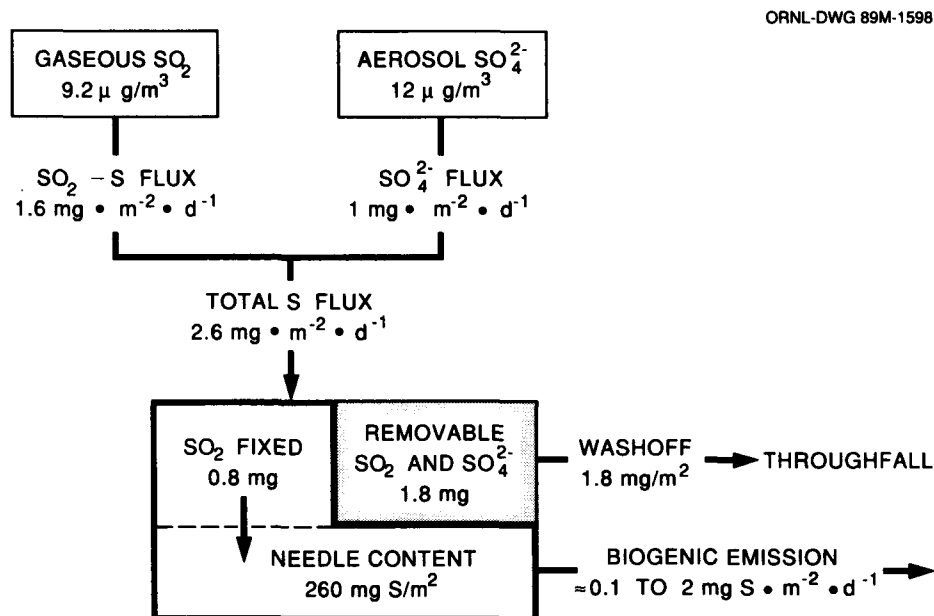 ORNL-DWG 89M-1598
GASEOUS SO₂
9.2 μ g/m³
AEROSOL SO₄²⁻
12 μ g/m³
SO₂ – S FLUX
1.6 mg • m⁻² • d⁻¹
SO₄²⁻ FLUX
1 mg • m⁻² • d⁻¹
TOTAL S FLUX
2.6 mg • m⁻² • d⁻¹
SO₂ FIXED
0.8 mg
REMOVABLE
SO₂ AND SO₄²⁻
1.8 mg
WASHOFF
1.8 mg/m²
THROUGHFALL
NEEDLE CONTENT
260 mg S/m²
BIOGENIC EMISSION
≈0.1 TO 2 mg S • m⁻² • d⁻¹